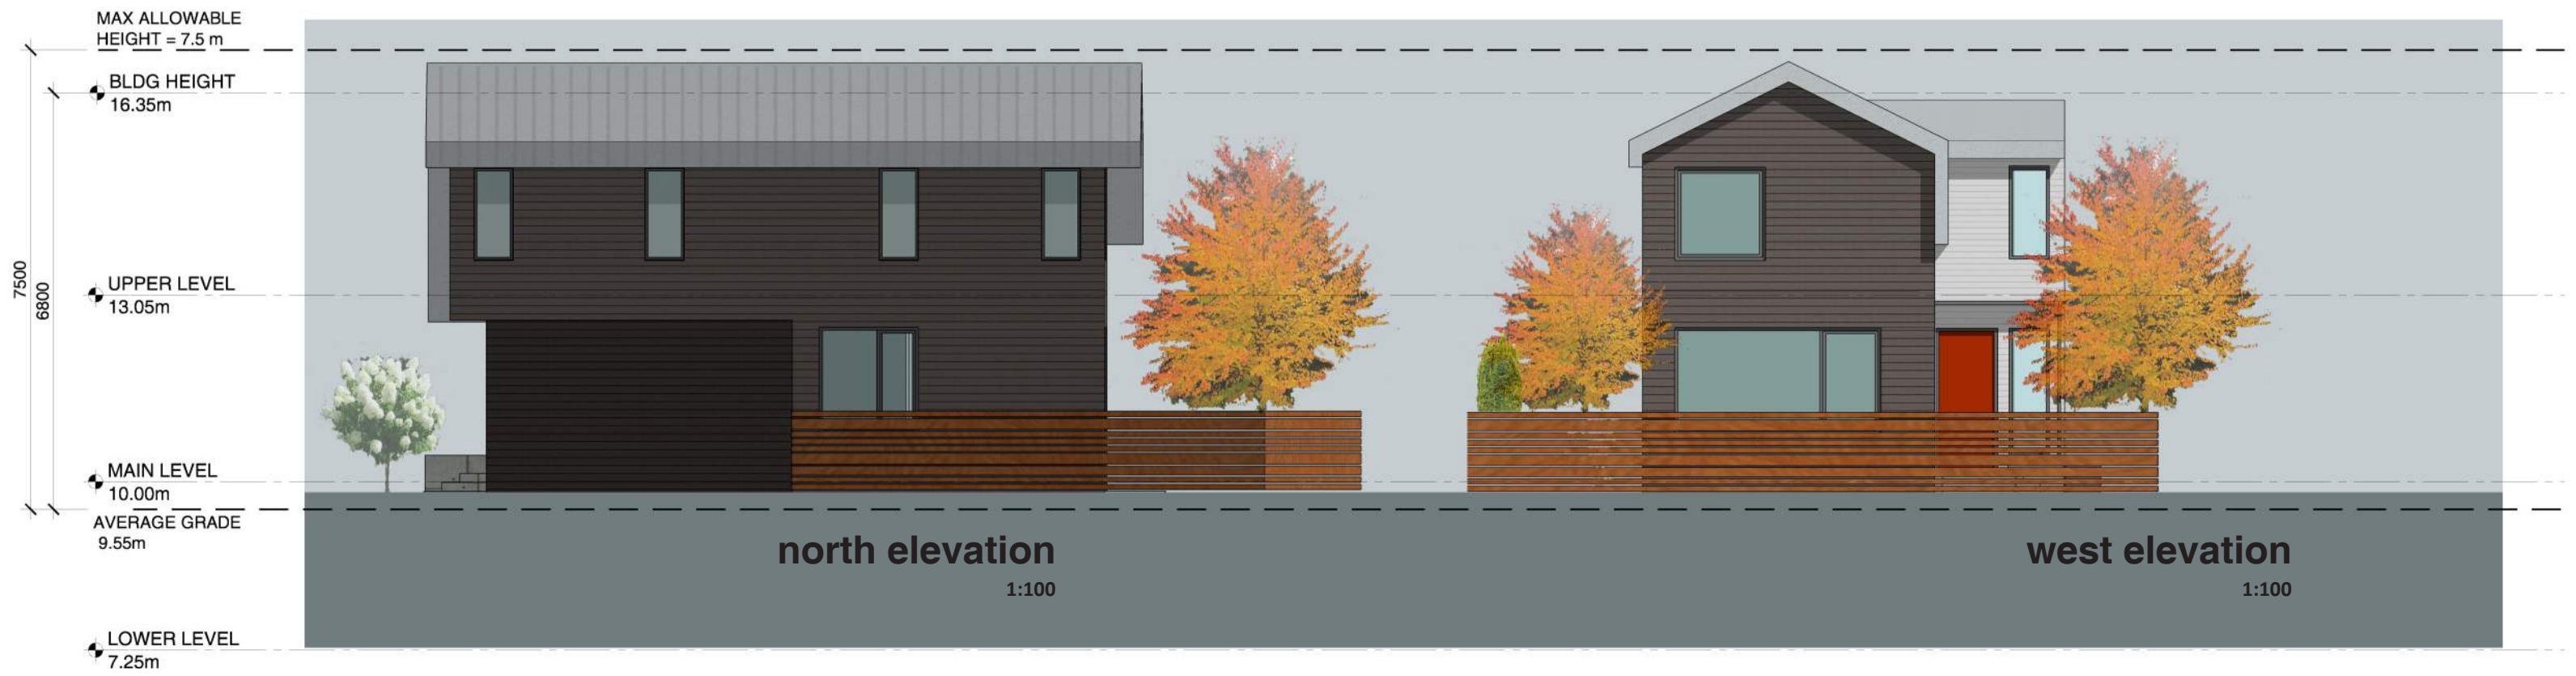 MAX ALLOWABLE
HEIGHT = 7.5 m
BLDG HEIGHT
16.35m
7500
6800
UPPER LEVEL
13.05m
MAIN LEVEL
10.00m
AVERAGE GRADE
9.55m
north elevation
1:100
west elevation
1:100
LOWER LEVEL
7.25m